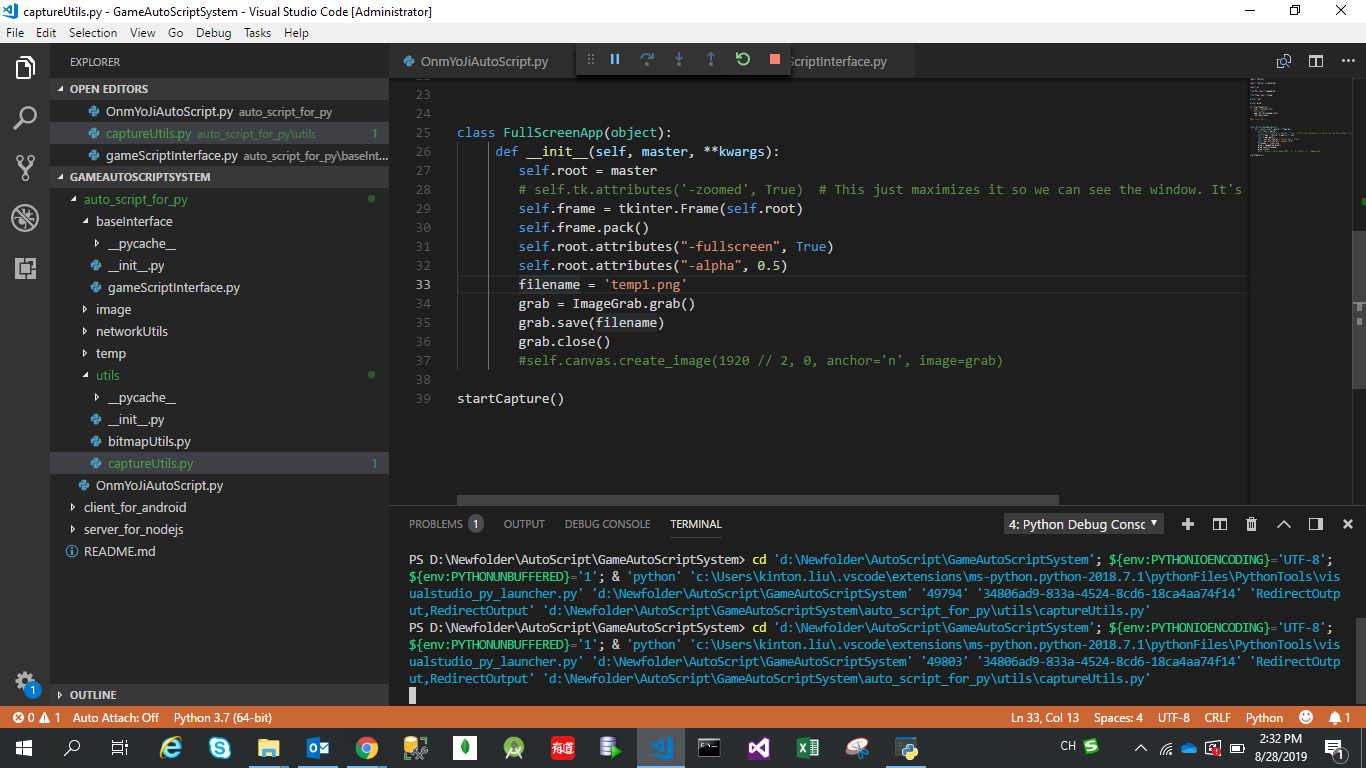 captureUtils.py - GameAutoScriptSystem - Visual Studio Code [Administrator]
File Edit Selection View Go Debug Tasks Help
EXPLORER
OnmYoJiAutoScript.py
ScriptInterface.py
OPEN EDITORS
OnmYoJiAutoScript.py auto_script_for_py
captureUtils.py auto_script_for_py\utils 1
gameScriptInterface.py auto_script_for_py\baseInt...
GAMEAUTOSCRIPTSYSTEM
auto_script_for_py
baseInterface
__pycache__
__init__.py
gameScriptInterface.py
image
networkUtils
temp
utils
__pycache__
__init__.py
bitmapUtils.py
captureUtils.py 1
OnmYoJiAutoScript.py
client_for_android
server_for_nodejs
README.md
OUTLINE
1
23
24
25 class FullScreenApp(object):
26 def __init__(self, master, **kwargs):
27 self.root = master
28 # self.tk.attributes('-zoomed', True)  # This just maximizes it so we can see the window. It's
29 self.frame = tkinter.Frame(self.root)
30 self.frame.pack()
31 self.root.attributes("-fullscreen", True)
32 self.root.attributes("-alpha", 0.5)
33 filename = 'temp1.png'
34 grab = ImageGrab.grab()
35 grab.save(filename)
36 grab.close()
37 #self.canvas.create_image(1920 // 2, 0, anchor='n', image=grab)
38
39 startCapture()
PROBLEMS 1 OUTPUT DEBUG CONSOLE TERMINAL
4: Python Debug Consc
PS D:\Newfolder\AutoScript\GameAutoScriptSystem> cd 'd:\Newfolder\AutoScript\GameAutoScriptSystem'; ${env:PYTHONIOENCODING}='UTF-8';
${env:PYTHONUNBUFFERED}='1'; & 'python' 'c:\Users\kinton.liu\.vscode\extensions\ms-python.python-2018.7.1\pythonFiles\PythonTools\vis
ualstudio_py_launcher.py' 'd:\Newfolder\AutoScript\GameAutoScriptSystem' '49794' '34806ad9-833a-4524-8cd6-18ca4aa74f14' 'RedirectOutp
ut,RedirectOutput' 'd:\Newfolder\AutoScript\GameAutoScriptSystem\auto_script_for_py\utils\captureUtils.py'
PS D:\Newfolder\AutoScript\GameAutoScriptSystem> cd 'd:\Newfolder\AutoScript\GameAutoScriptSystem'; ${env:PYTHONIOENCODING}='UTF-8';
${env:PYTHONUNBUFFERED}='1'; & 'python' 'c:\Users\kinton.liu\.vscode\extensions\ms-python.python-2018.7.1\pythonFiles\PythonTools\vis
ualstudio_py_launcher.py' 'd:\Newfolder\AutoScript\GameAutoScriptSystem' '49803' '34806ad9-833a-4524-8cd6-18ca4aa74f14' 'RedirectOutp
ut,RedirectOutput' 'd:\Newfolder\AutoScript\GameAutoScriptSystem\auto_script_for_py\utils\captureUtils.py'
0 1 Auto Attach: Off Python 3.7 (64-bit) Ln 33, Col 13 Spaces: 4 UTF-8 CRLF Python 1
有道
CH
2:32 PM
8/28/2019
1